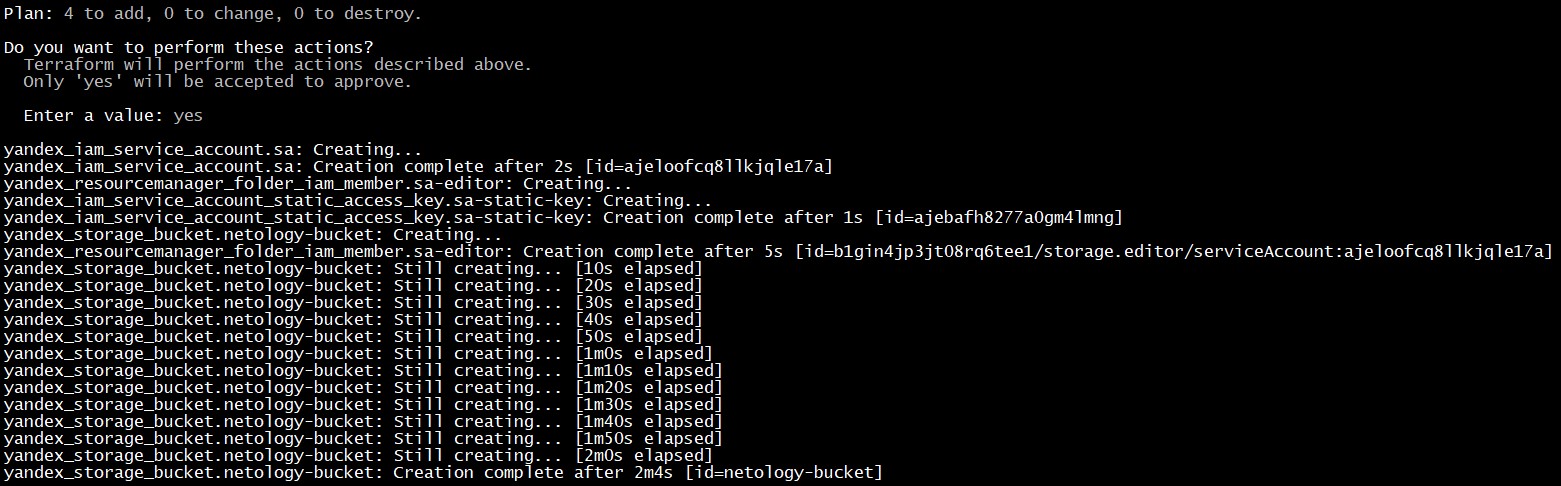 Plan: 4 to add, 0 to change, 0 to destroy.
Do you want to perform these actions?
Terraform will perform the actions described above.
Only 'yes' will be accepted to approve.
Enter a value: yes
yandex_iam_service_account.sa: Creating...
yandex_iam_service_account.sa: Creation complete after 2s [id=ajeloofcq8llkjqle17a]
yandex_resourcemanager_folder_iam_member.sa-editor: Creating...
yandex_iam_service_account_static_access_key.sa-static-key: Creating...
yandex_iam_service_account_static_access_key.sa-static-key: Creation complete after 1s [id=ajebafh8277a0gm4lmng]
yandex_storage_bucket.netology-bucket: Creating...
yandex_resourcemanager_folder_iam_member.sa-editor: Creation complete after 5s [id=b1gin4jp3jt08rq6tee1/storage.editor/serviceAccount:ajeloofcq8llkjqle17a]
yandex_storage_bucket.netology-bucket: Still creating... [10s elapsed]
yandex_storage_bucket.netology-bucket: Still creating... [20s elapsed]
yandex_storage_bucket.netology-bucket: Still creating... [30s elapsed]
yandex_storage_bucket.netology-bucket: Still creating... [40s elapsed]
yandex_storage_bucket.netology-bucket: Still creating... [50s elapsed]
yandex_storage_bucket.netology-bucket: Still creating... [1m0s elapsed]
yandex_storage_bucket.netology-bucket: Still creating... [1m10s elapsed]
yandex_storage_bucket.netology-bucket: Still creating... [1m20s elapsed]
yandex_storage_bucket.netology-bucket: Still creating... [1m30s elapsed]
yandex_storage_bucket.netology-bucket: Still creating... [1m40s elapsed]
yandex_storage_bucket.netology-bucket: Still creating... [1m50s elapsed]
yandex_storage_bucket.netology-bucket: Still creating... [2m0s elapsed]
yandex_storage_bucket.netology-bucket: Creation complete after 2m4s [id=netology-bucket]